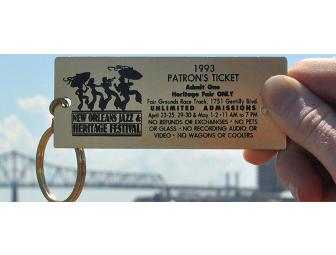 NEW ORLEANS JAZZ &
HERITAGE FESTIVAL
1993
PATRON'S TICKET
Admit One
Heritage Fair ONLY
Fair Grounds Race Track, 1751 Gentilly Blvd.
UNLIMITED ADMISSIONS
April 23-25, 29-30 & May 1-2 • 11 AM to 7 PM
NO REFUNDS OR EXCHANGES • NO PETS
OR GLASS • NO RECORDING AUDIO OR
VIDEO • NO WAGONS OR COOLERS